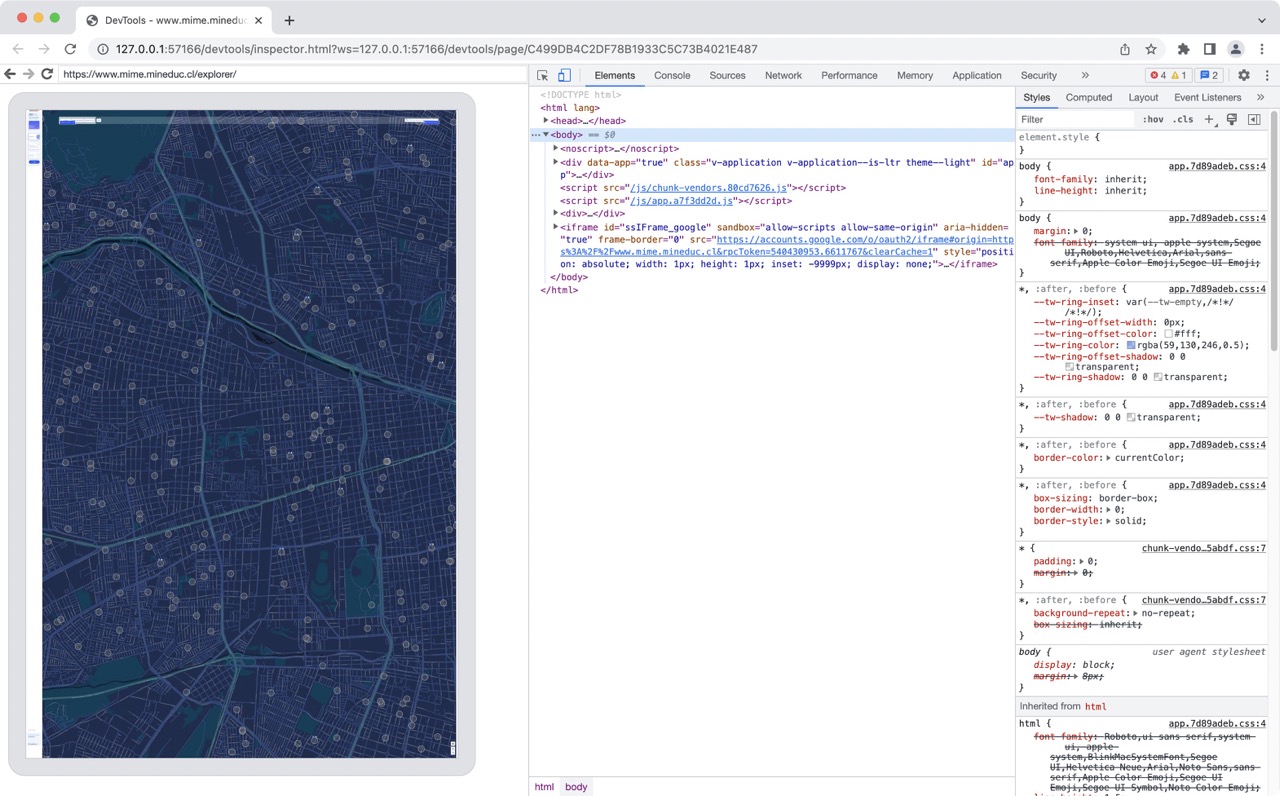 DevTools - www.mime.mineduc
127.0.0.1:57166/devtools/inspector.html?ws=127.0.0.1:57166/devtools/page/C499DB4C2DF78B1933C5C73B4021E487
https://www.mime.mineduc.cl/explorer/
Elements Console Sources Network Performance Memory Application Security » 4 1 2
<!DOCTYPE html>
<html lang>
<head>…</head>
<body> == $0
<noscript>…</noscript>
<div data-app="true" class="v-application v-application--is-ltr theme--light" id="ap
p">…</div>
<script src="/js/chunk-vendors.80cd7626.js"></script>
<script src="/js/app.a7f3dd2d.js"></script>
<div>…</div>
<iframe id="ssIFrame_google" sandbox="allow-scripts allow-same-origin" aria-hidden=
"true" frame-border="0" src="https://accounts.google.com/o/oauth2/iframe#origin=http
s%3A%2F%2Fwww.mime.mineduc.cl&rpcToken=540430953.6611767&clearCache=1" style="positi
on: absolute; width: 1px; height: 1px; inset: -9999px; display: none;">…</iframe>
</body>
</html>
html body
Styles Computed Layout Event Listeners »
Filter :hov .cls +
element.style {
}
body { app.7d89adeb.css:4
font-family: inherit;
line-height: inherit;
}
body { app.7d89adeb.css:4
margin: 0;
font-family: system-ui,-apple-system,Segoe
UI,Roboto,Helvetica,Arial,sans-
serif,Apple Color Emoji,Segoe UI Emoji;
}
*, :after, :before { app.7d89adeb.css:4
--tw-ring-inset: var(--tw-empty,/*!*/
/*!*/);
--tw-ring-offset-width: 0px;
--tw-ring-offset-color: #fff;
--tw-ring-color: rgba(59,130,246,0.5);
--tw-ring-offset-shadow: 0 0
transparent;
--tw-ring-shadow: 0 0 transparent;
}
*, :after, :before { app.7d89adeb.css:4
--tw-shadow: 0 0 transparent;
}
*, :after, :before { app.7d89adeb.css:4
border-color: currentColor;
}
*, :after, :before { app.7d89adeb.css:4
box-sizing: border-box;
border-width: 0;
border-style: solid;
}
* { chunk-vendo…5abdf.css:7
padding: 0;
margin: 0;
}
*, :after, :before { chunk-vendo…5abdf.css:7
background-repeat: no-repeat;
box-sizing: inherit;
}
body { user agent stylesheet
display: block;
margin: 8px;
}
Inherited from html
html { app.7d89adeb.css:4
font-family: Roboto,ui-sans-serif,system-
ui,-apple-
system,BlinkMacSystemFont,Segoe
UI,Helvetica Neue,Arial,Noto Sans,sans-
serif,Apple Color Emoji,Segoe UI
Emoji,Segoe UI Symbol,Noto Color
Emoji;